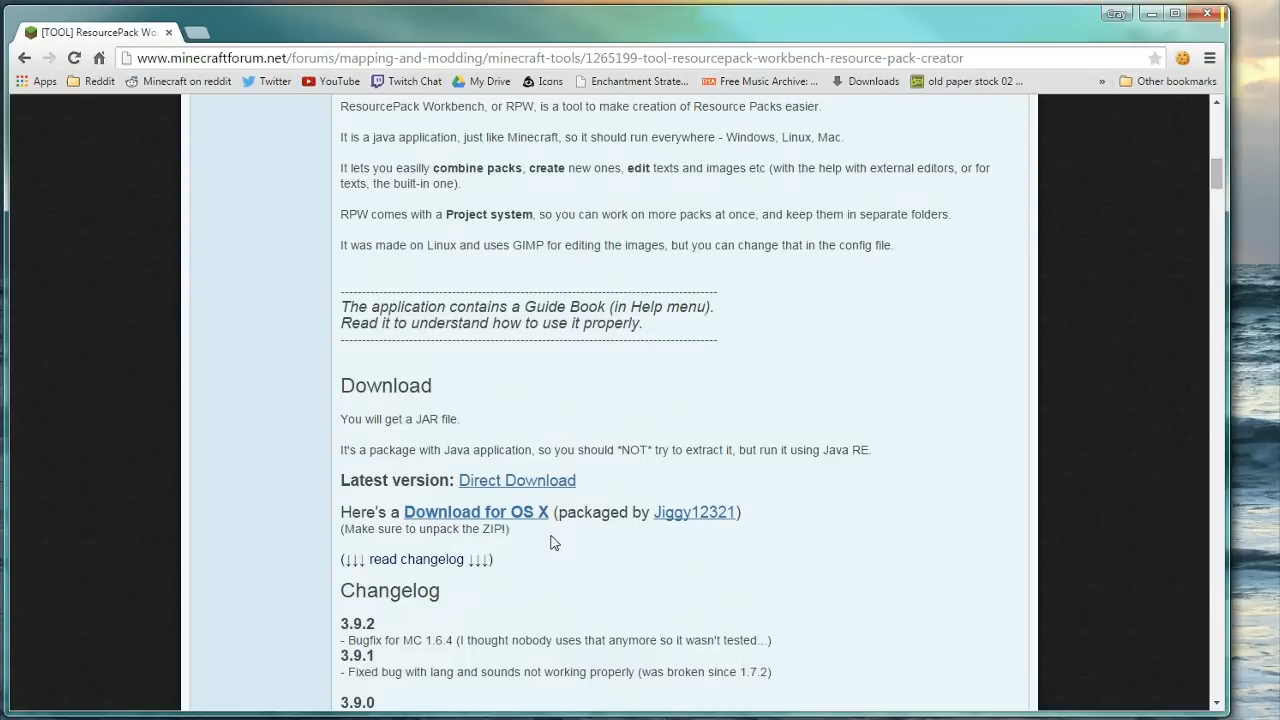 Cray
[TOOL] ResourcePack Wo
www.minecraftforum.net/forums/mapping-and-modding/minecraft-tools/1265199-tool-resourcepack-workbench-resource-pack-creator
Apps Reddit Minecraft on reddit Twitter YouTube Twitch Chat My Drive Icons Enchantment Strate... Free Music Archive:... Downloads old paper stock 02 ... » Other bookmarks
ResourcePack Workbench, or RPW, is a tool to make creation of Resource Packs easier.
It is a java application, just like Minecraft, so it should run everywhere - Windows, Linux, Mac.
It lets you easilly combine packs, create new ones, edit texts and images etc (with the help with external editors, or for
texts, the built-in one).
RPW comes with a Project system, so you can work on more packs at once, and keep them in separate folders.
It was made on Linux and uses GIMP for editing the images, but you can change that in the config file.
The application contains a Guide Book (in Help menu).
Read it to understand how to use it properly.
Download
You will get a JAR file.
It's a package with Java application, so you should *NOT* try to extract it, but run it using Java RE.
Latest version: Direct Download
Here's a Download for OS X (packaged by Jiggy12321)
(Make sure to unpack the ZIP!)
(↓↓↓ read changelog ↓↓↓)
Changelog
3.9.2
- Bugfix for MC 1.6.4 (I thought nobody uses that anymore so it wasn't tested...)
3.9.1
- Fixed bug with lang and sounds not working properly (was broken since 1.7.2)
3.9.0